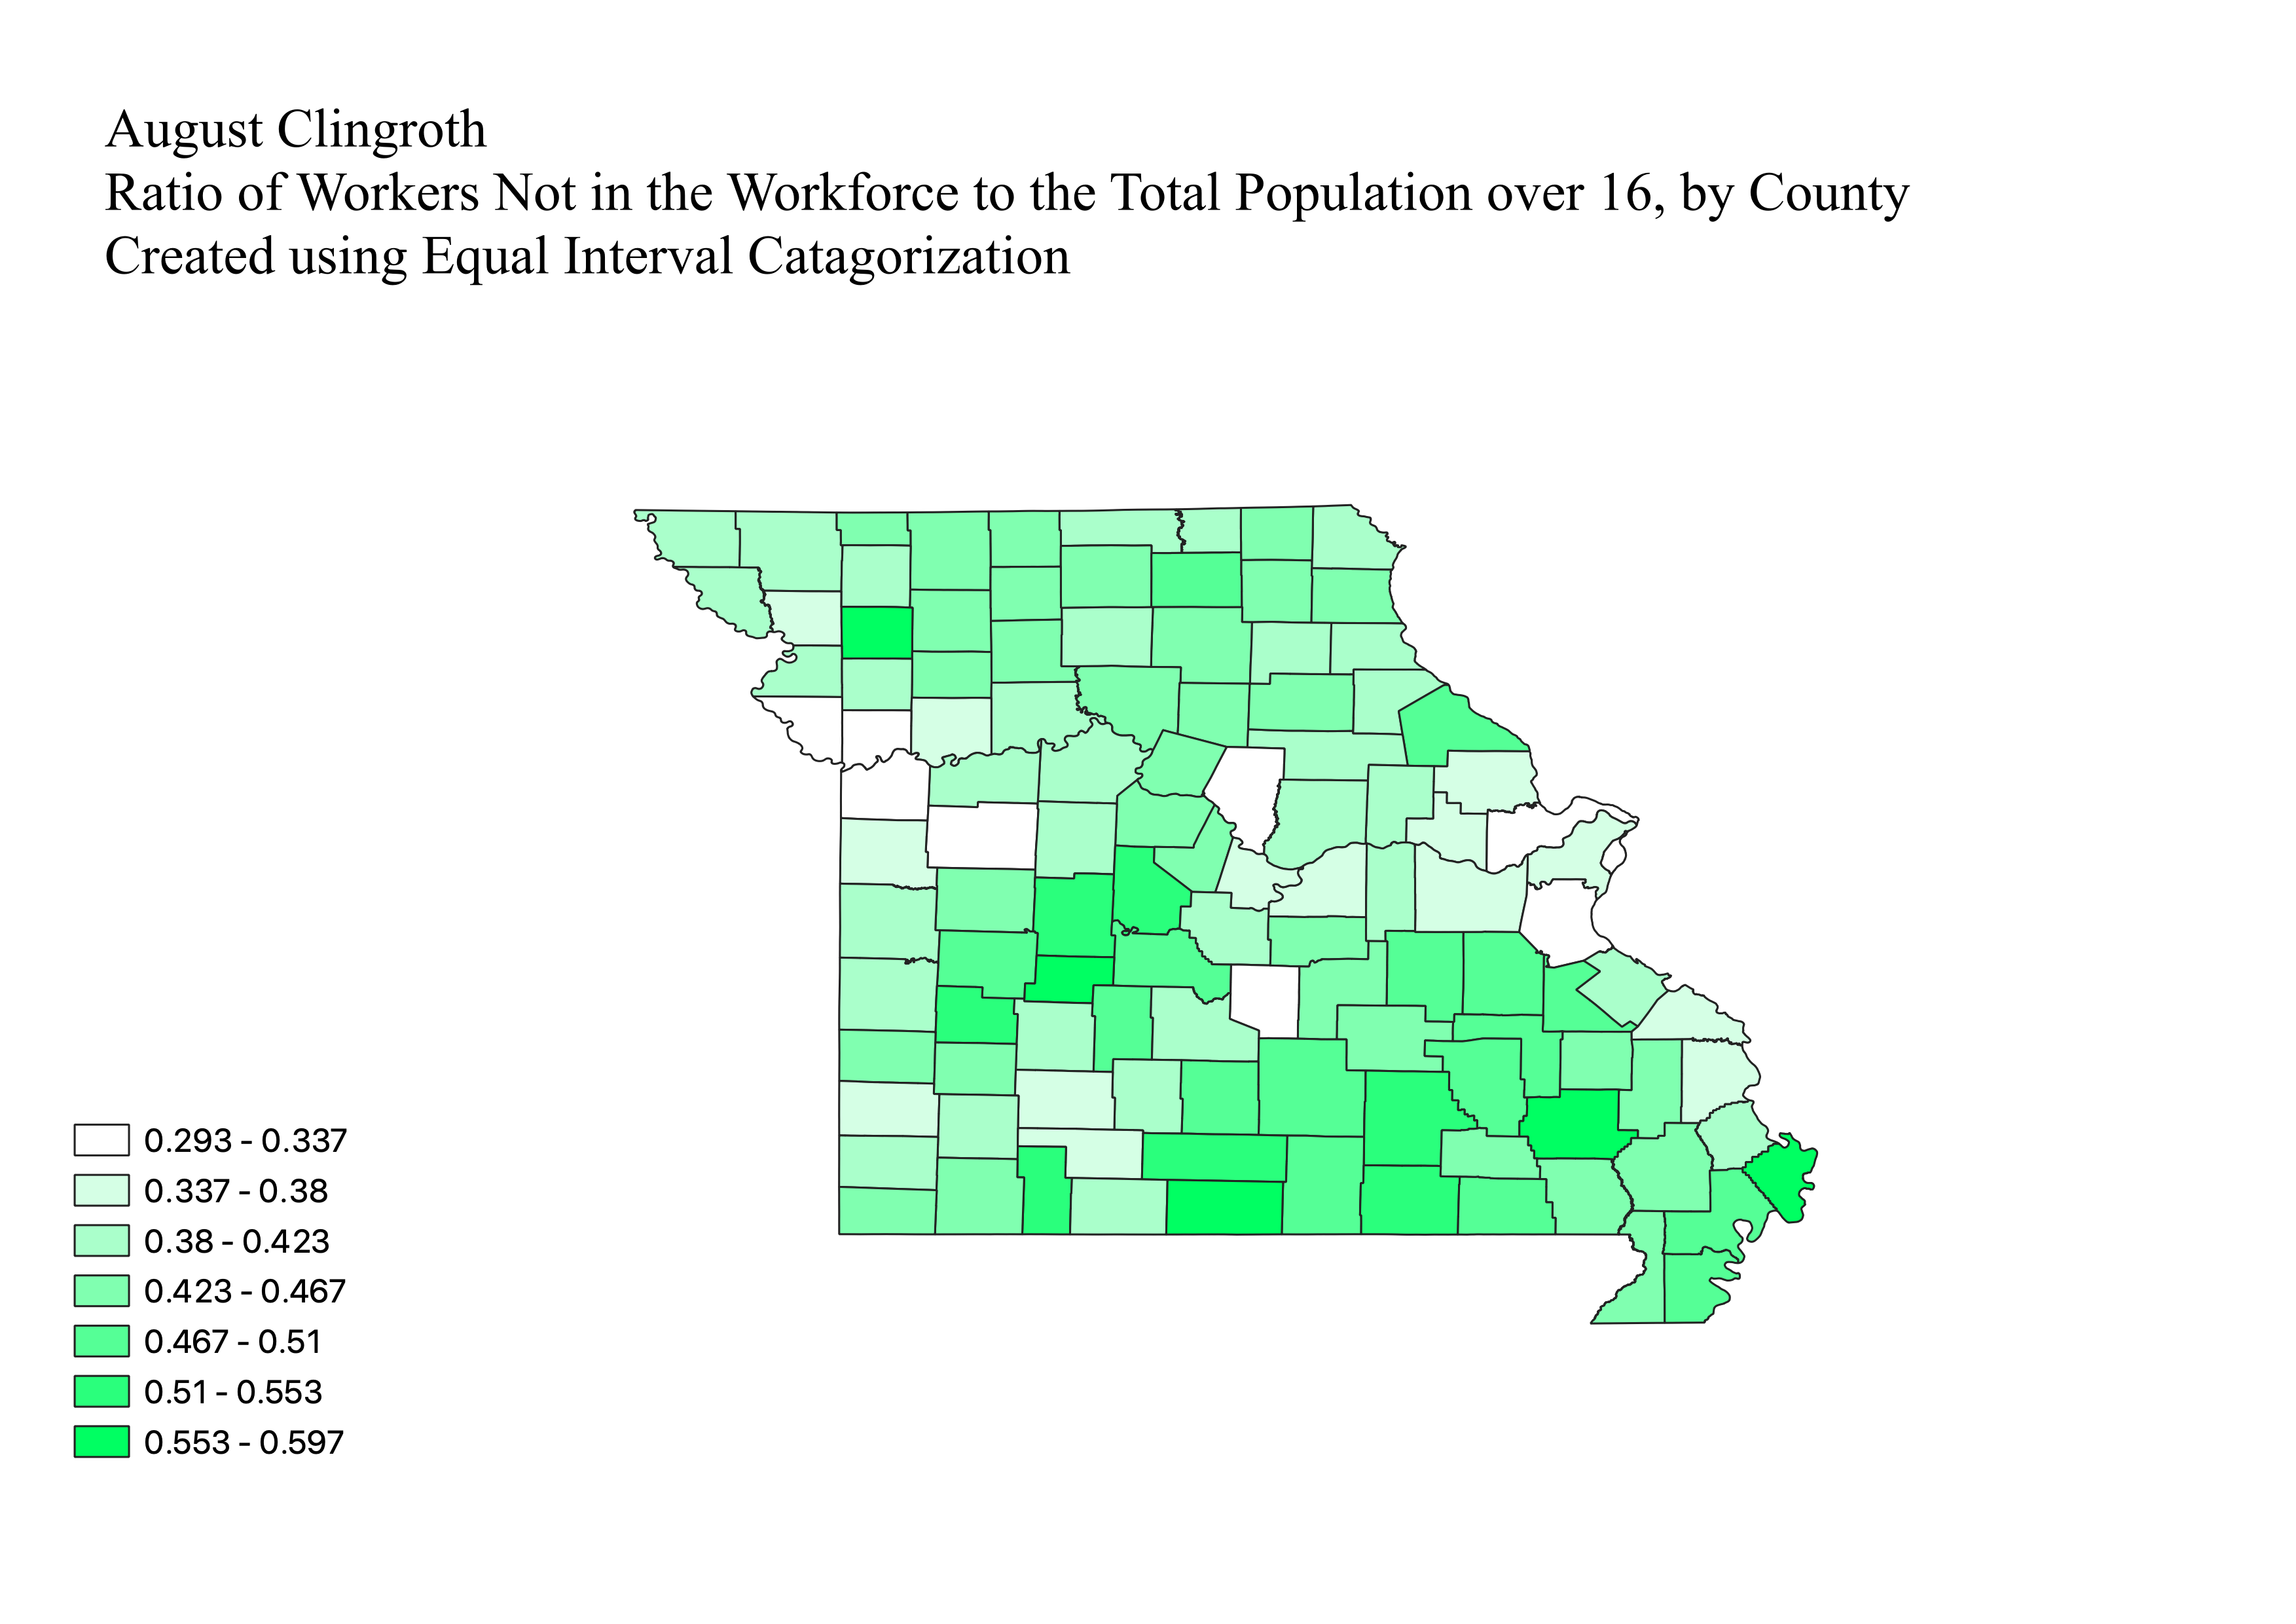 August Clingroth
Ratio of Workers Not in the Workforce to the Total Population over 16, by County
Created using Equal Interval Catagorization
0.293 - 0.337
0.337 - 0.38
0.38 - 0.423
0.423 - 0.467
0.467 - 0.51
0.51 - 0.553
0.553 - 0.597